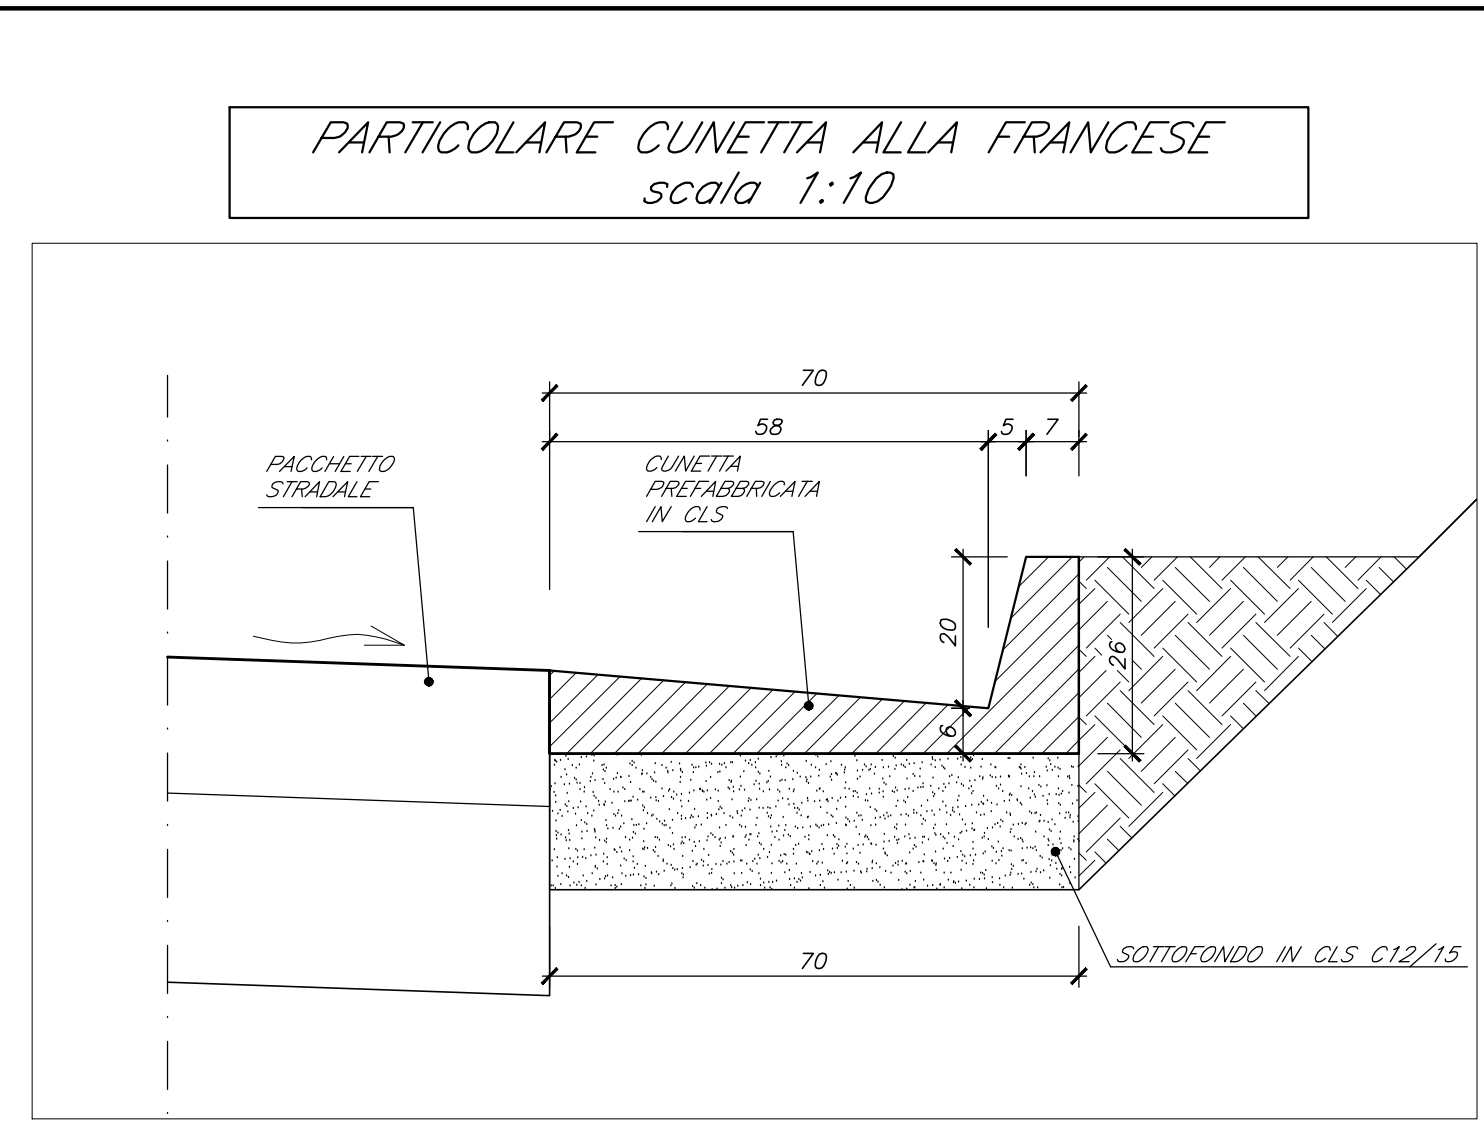 PARTICOLARE CUNETTA ALLA FRANCESE
scala 1:10
70
58
5
7
PACCHETTO
STRADALE
CUNETTA
PREFABBRICATA
IN CLS
20
26
6
SOTTOFONDO IN CLS C12/15
70